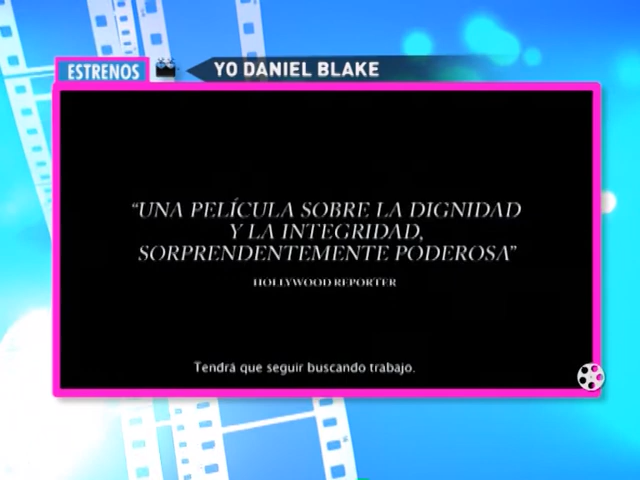 ESTRENOS
YO DANIEL BLAKE
“UNA PELÍCULA SOBRE LA DIGNIDAD
Y LA INTEGRIDAD,
SORPRENDENTEMENTE PODEROSA”
HOLLYWOOD REPORTER
Tendrá que seguir buscando trabajo.